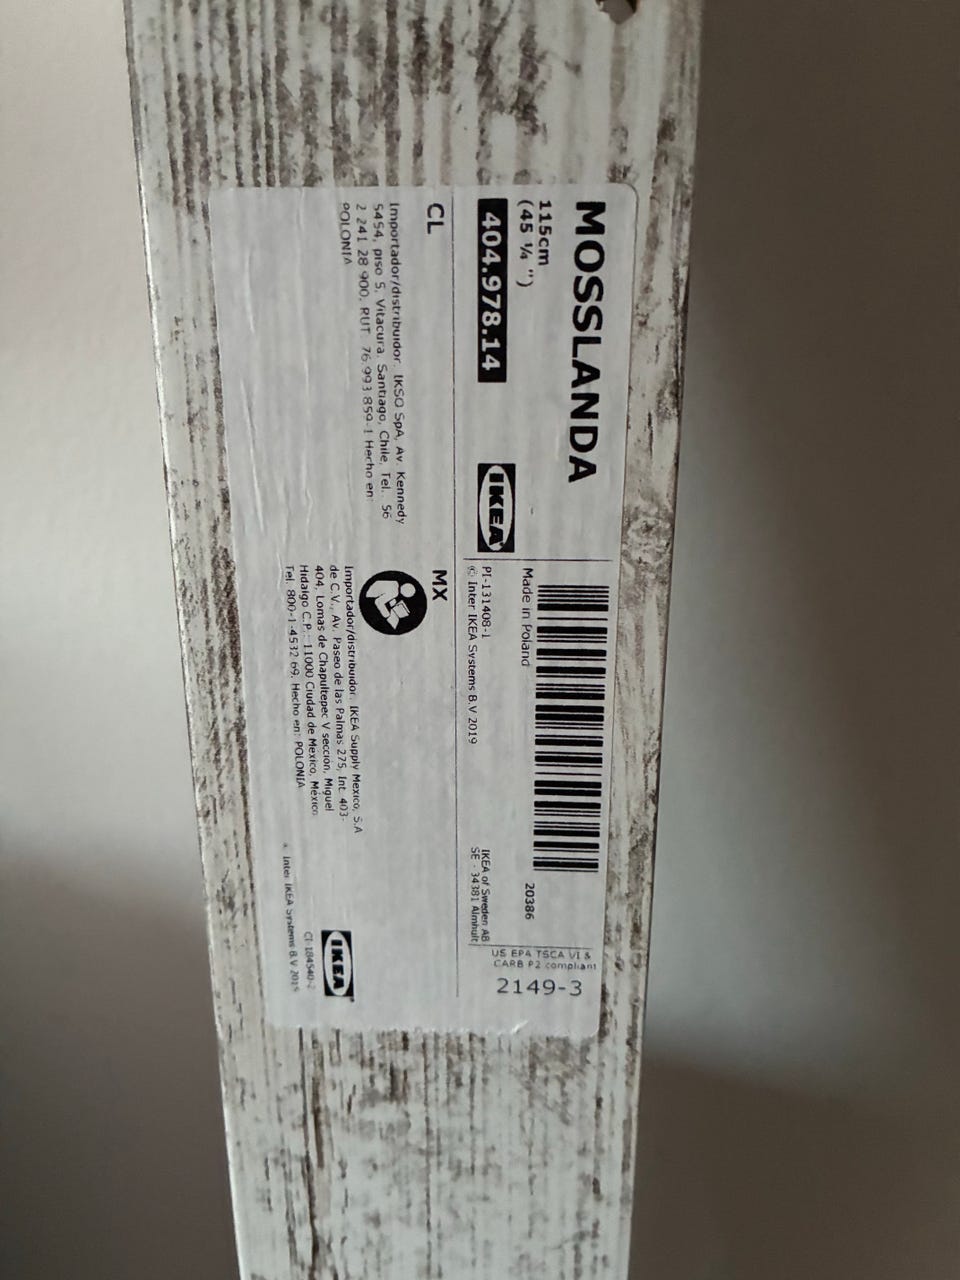 MOSSLANDA
115cm
(45 ¼ ")
404.978.14
IKEA
20386
Made in Poland
PI-131408-1
© Inter IKEA Systems B.V 2019
IKEA of Sweden AB
SE - 34381 Älmhult
US EPA TSCA VI &
CARB P2 compliant
2149-3
CL
Importador/distribuidor. IKSO SpA, Av. Kennedy
5454, piso 5, Vitacura. Santiago, Chile, Tel. 56
2 241 28 900. RUT 76.993 859-1 Hecho en:
POLONIA
MX
Importador/distribuidor. IKEA Supply Mexico, S.A
de C.V., Av. Paseo de las Palmas 275, Int. 403-
404, Lomas de Chapultepec V sección, Miguel
Hidalgo C.P. 11000 Ciudad de México, México.
Tel. 800-1-4532 69. Hecho en: POLONIA
IKEA
CI-184540-2
Inter IKEA Systems B.V 2019